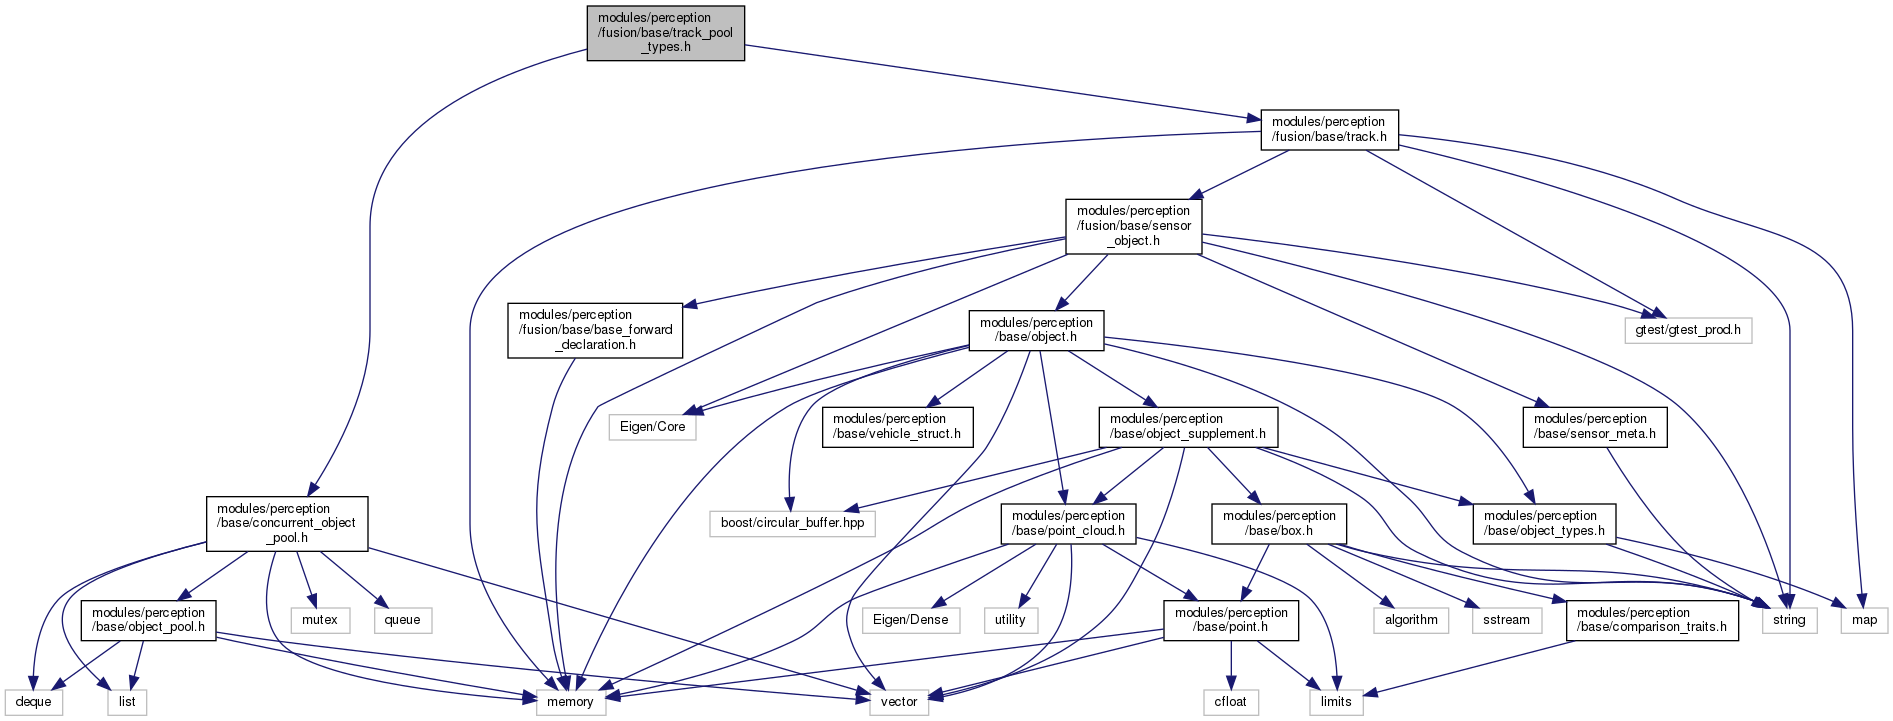 modules/perception
/fusion/base/track_pool
_types.h
modules/perception
/fusion/base/track.h
modules/perception
/fusion/base/sensor
_object.h
modules/perception
/fusion/base/base_forward
_declaration.h
modules/perception
/base/object.h
gtest/gtest_prod.h
Eigen/Core
modules/perception
/base/vehicle_struct.h
modules/perception
/base/object_supplement.h
modules/perception
/base/sensor_meta.h
modules/perception
/base/concurrent_object
_pool.h
boost/circular_buffer.hpp
modules/perception
/base/point_cloud.h
modules/perception
/base/box.h
modules/perception
/base/object_types.h
modules/perception
/base/object_pool.h
mutex
queue
Eigen/Dense
utility
modules/perception
/base/point.h
algorithm
sstream
modules/perception
/base/comparison_traits.h
string
map
deque
list
memory
vector
cfloat
limits